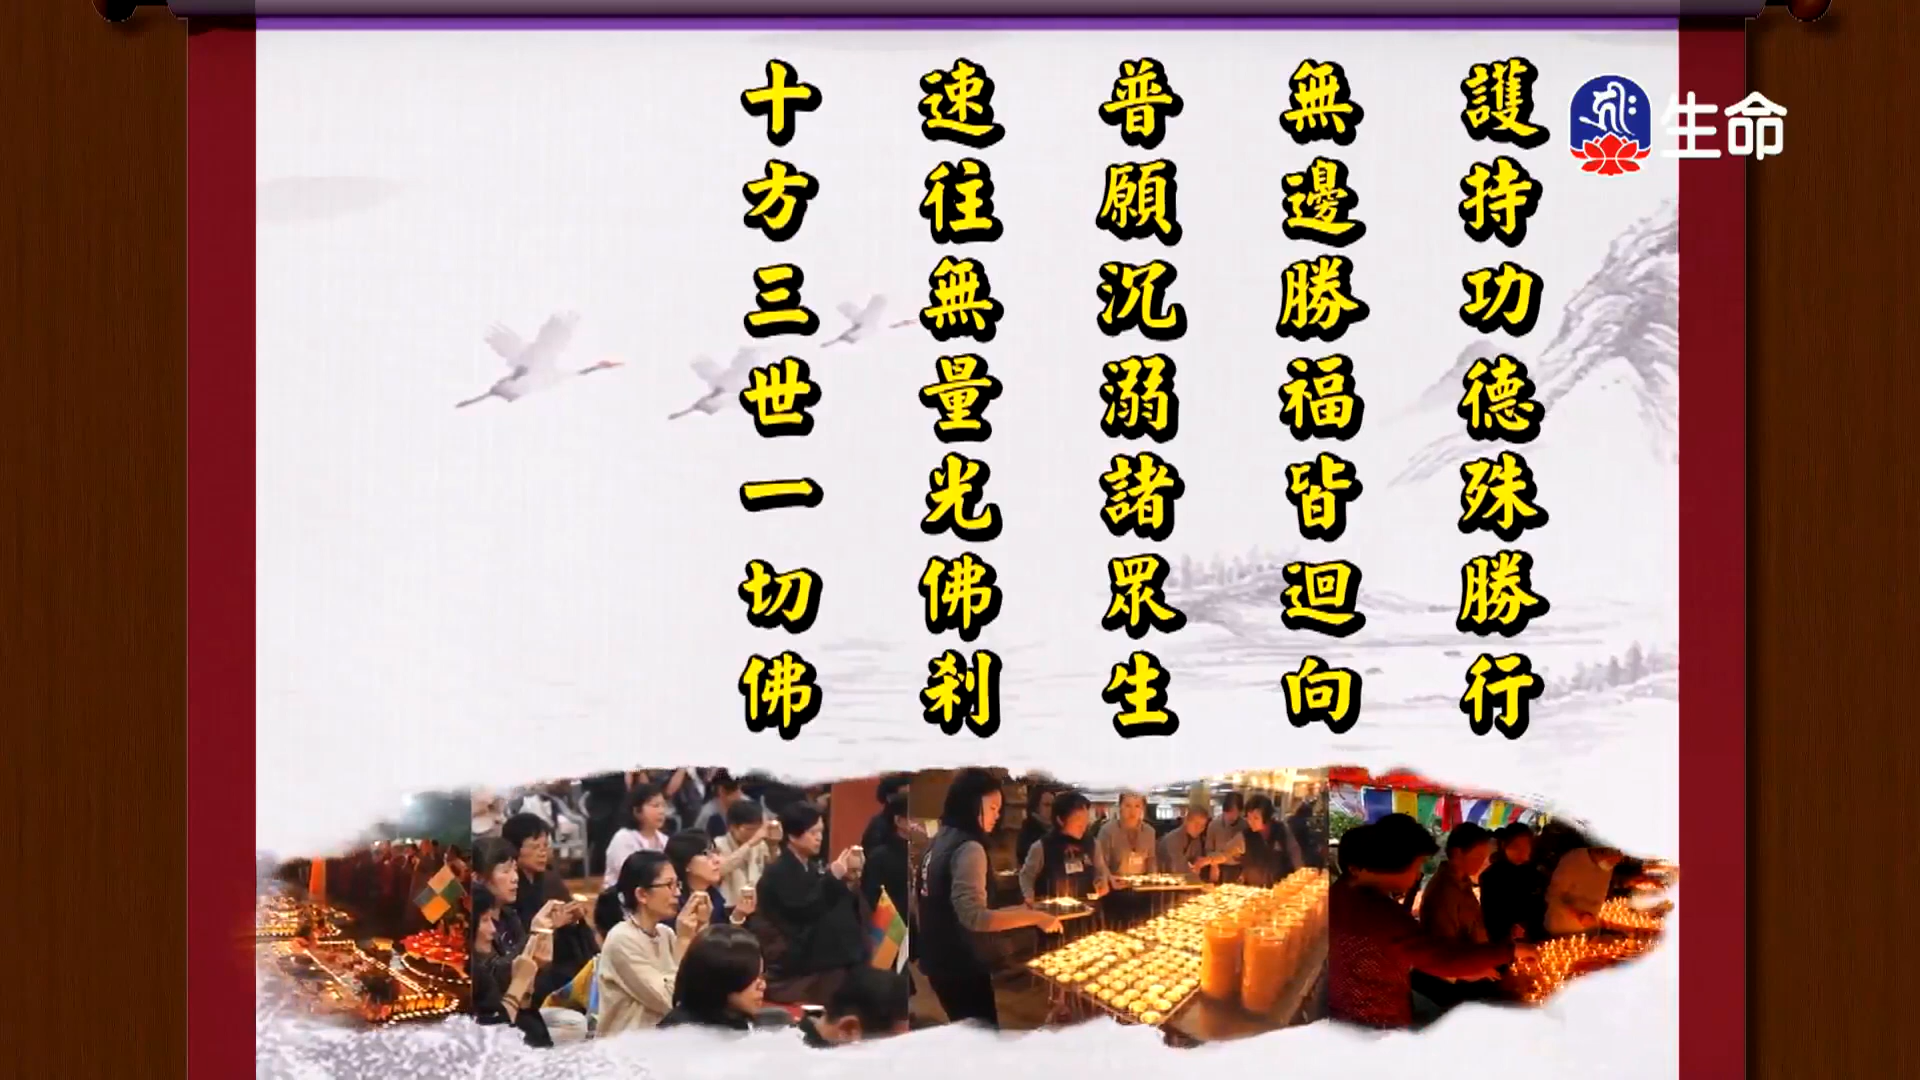 護持功德殊勝行
無邊勝福皆迴向
普願沉溺諸眾生
速往無量光佛剎
十方三世一切佛
生命